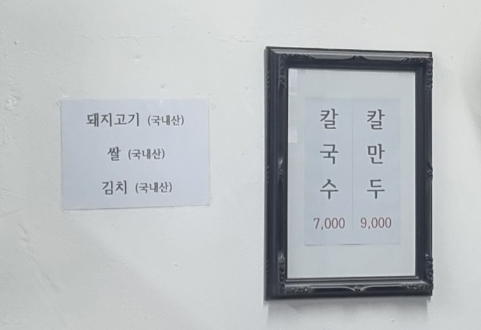 돼지고기 (국내산)
쌀 (국내산)
김치 (국내산)
칼국수
7,000
칼만두
9,000